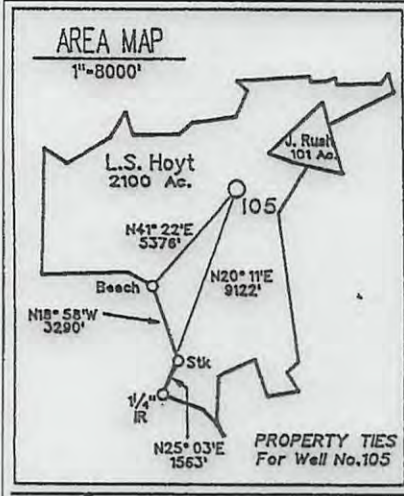 AREA MAP
1"=8000'
J. Rush
101 Ac.
L.S. Hoyt
2100 Ac.
105
N41° 22'E
5376'
N20° 11'E
9122'
Beech
N18° 58'W
3290'
Stk
1 1/4"
IR
N25° 03'E
1563'
PROPERTY TIES
For Well No.105